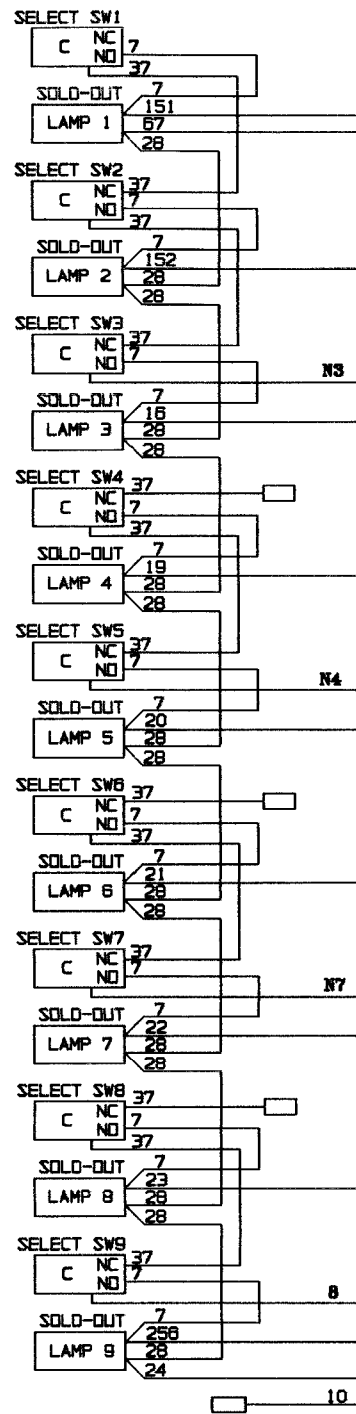 SELECT SW1
C NC 7
NO 37
SOLD-OUT 7
151
LAMP 1 67
28
SELECT SW2
C NC 37
NO 7
37
SOLD-OUT 7
152
LAMP 2 28
28
SELECT SW3
C NC 37
NO 7
N3
SOLD-OUT 7
16
LAMP 3 28
28
SELECT SW4
C NC 37
NO 7
37
SOLD-OUT 7
19
LAMP 4 28
28
SELECT SW5
C NC 37
NO 7
N4
SOLD-OUT 7
20
LAMP 5 28
28
SELECT SW6
C NC 37
NO 7
37
SOLD-OUT 7
21
LAMP 6 28
28
SELECT SW7
C NC 37
NO 7
N7
SOLD-OUT 7
22
LAMP 7 28
28
SELECT SW8
C NC 37
NO 7
37
SOLD-OUT 7
23
LAMP 8 28
28
SELECT SW9
C NC 37
NO 7
8
SOLD-OUT 7
258
LAMP 9 28
24
10